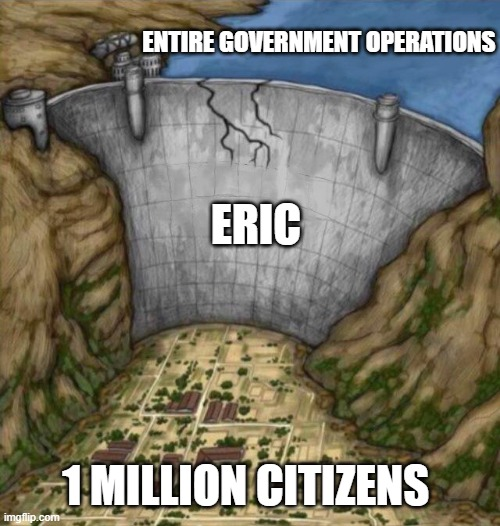 ENTIRE GOVERNMENT OPERATIONS
ERIC
1 MILLION CITIZENS
imgflip.com